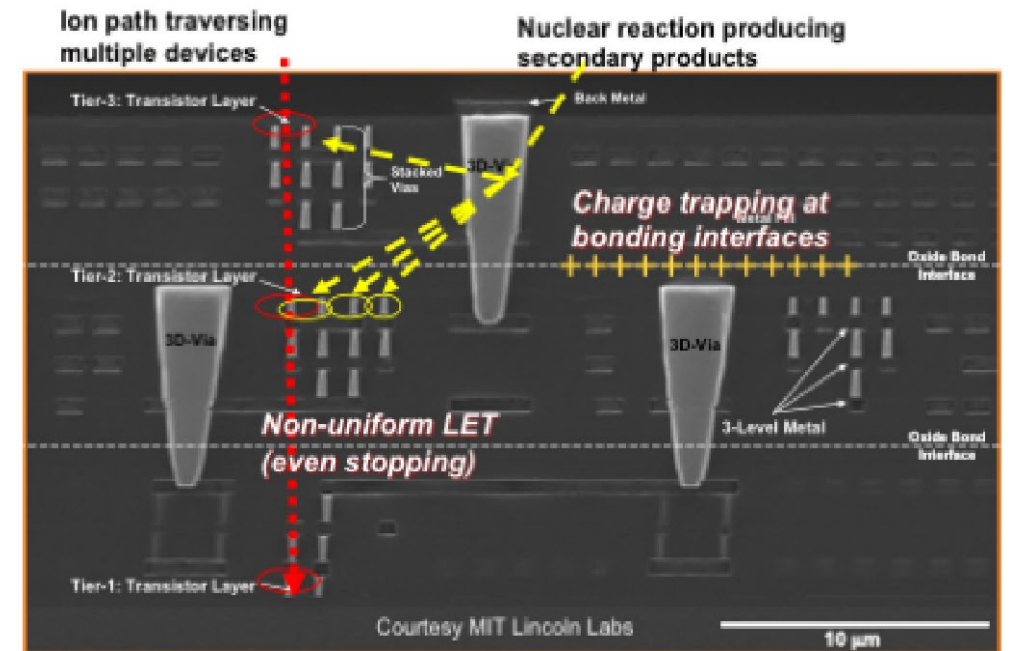 Ion path traversing
multiple devices
Nuclear reaction producing
secondary products
Tier-3: Transistor Layer
Back Metal
3D-Vi
Stacked
Vias
Charge trapping at
bonding interfaces
Oxide Bond
Interface
Tier-2: Transistor Layer
3D-Via
3D-Via
Non-uniform LET
(even stopping)
3-Level Metal
Oxide Bond
Interface
Tier-1: Transistor Layer
Courtesy MIT Lincoln Labs
10 µm